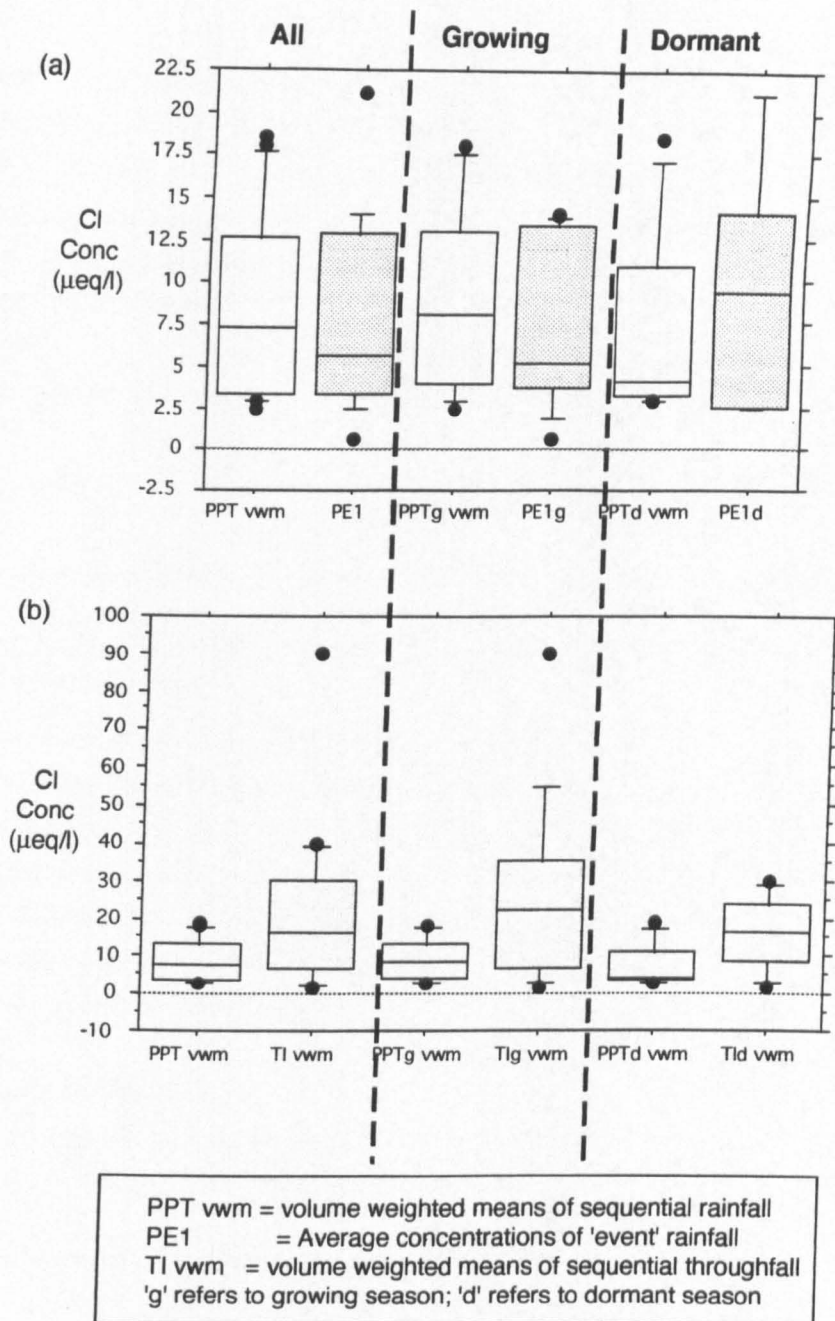 All Growing Dormant
(a)
22.5
20
17.5
15
12.5
10
7.5
5
2.5
0
-2.5
Cl
Conc
(μeq/l)
PPT vwm PE1 PPTg vwm PE1g PPTd vwm PE1d
(b)
100
90
80
70
60
50
40
30
20
10
0
-10
Cl
Conc
(μeq/l)
PPT vwm TI vwm PPTg vwm TIg vwm PPTd vwm TId vwm
PPT vwm = volume weighted means of sequential rainfall
PE1 = Average concentrations of 'event' rainfall
TI vwm = volume weighted means of sequential throughfall
'g' refers to growing season; 'd' refers to dormant season